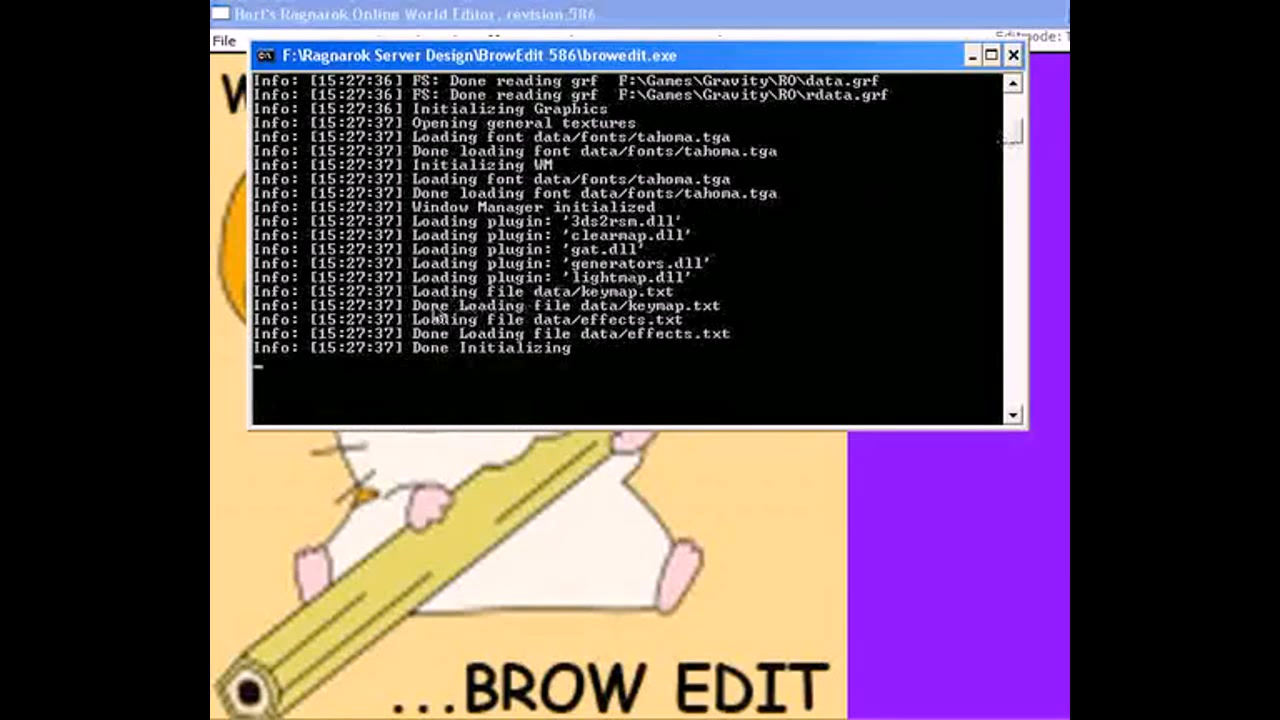 Bort's Ragnarok Online World Editor, revision:586
File
Editmode:
F:\Ragnarok Server Design\BrowEdit 586\browedit.exe
Info: [15:27:36] FS: Done reading grf  F:\Games\Gravity\RO\data.grf
Info: [15:27:36] FS: Done reading grf  F:\Games\Gravity\RO\rdata.grf
Info: [15:27:36] Initializing Graphics
Info: [15:27:37] Opening general textures
Info: [15:27:37] Loading font data/fonts/tahoma.tga
Info: [15:27:37] Done loading font data/fonts/tahoma.tga
Info: [15:27:37] Initializing WM
Info: [15:27:37] Loading font data/fonts/tahoma.tga
Info: [15:27:37] Done loading font data/fonts/tahoma.tga
Info: [15:27:37] Window Manager initialized
Info: [15:27:37] Loading plugin: '3ds2rsm.dll'
Info: [15:27:37] Loading plugin: 'clearmap.dll'
Info: [15:27:37] Loading plugin: 'gat.dll'
Info: [15:27:37] Loading plugin: 'generators.dll'
Info: [15:27:37] Loading plugin: 'lightmap.dll'
Info: [15:27:37] Loading file data/keymap.txt
Info: [15:27:37] Done Loading file data/keymap.txt
Info: [15:27:37] Loading file data/effects.txt
Info: [15:27:37] Done Loading file data/effects.txt
Info: [15:27:37] Done Initializing
...BROW EDIT